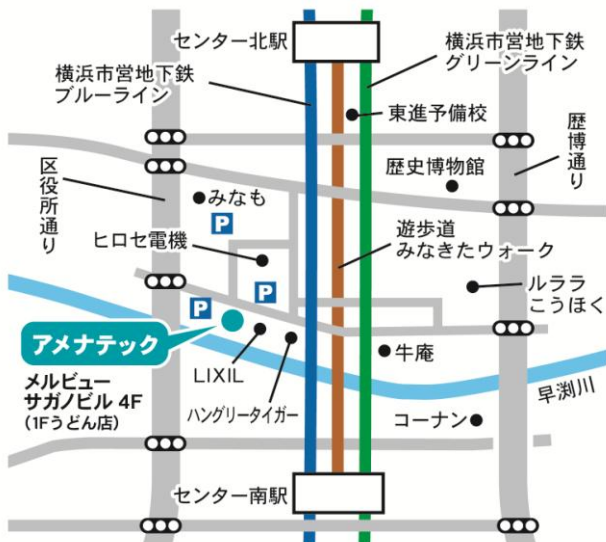 センター北駅
横浜市営地下鉄
ブルーライン
横浜市営地下鉄
グリーンライン
東進予備校
歴博通り
区役所通り
みなも
歴史博物館
P
ヒロセ電機
遊歩道
みなきたウォーク
P
P
ルララ
こうほく
アメナテック
メルビュー
サガノビル 4F
(1Fうどん店)
LIXIL
ハングリータイガー
牛庵
コーナン
早渕川
センター南駅